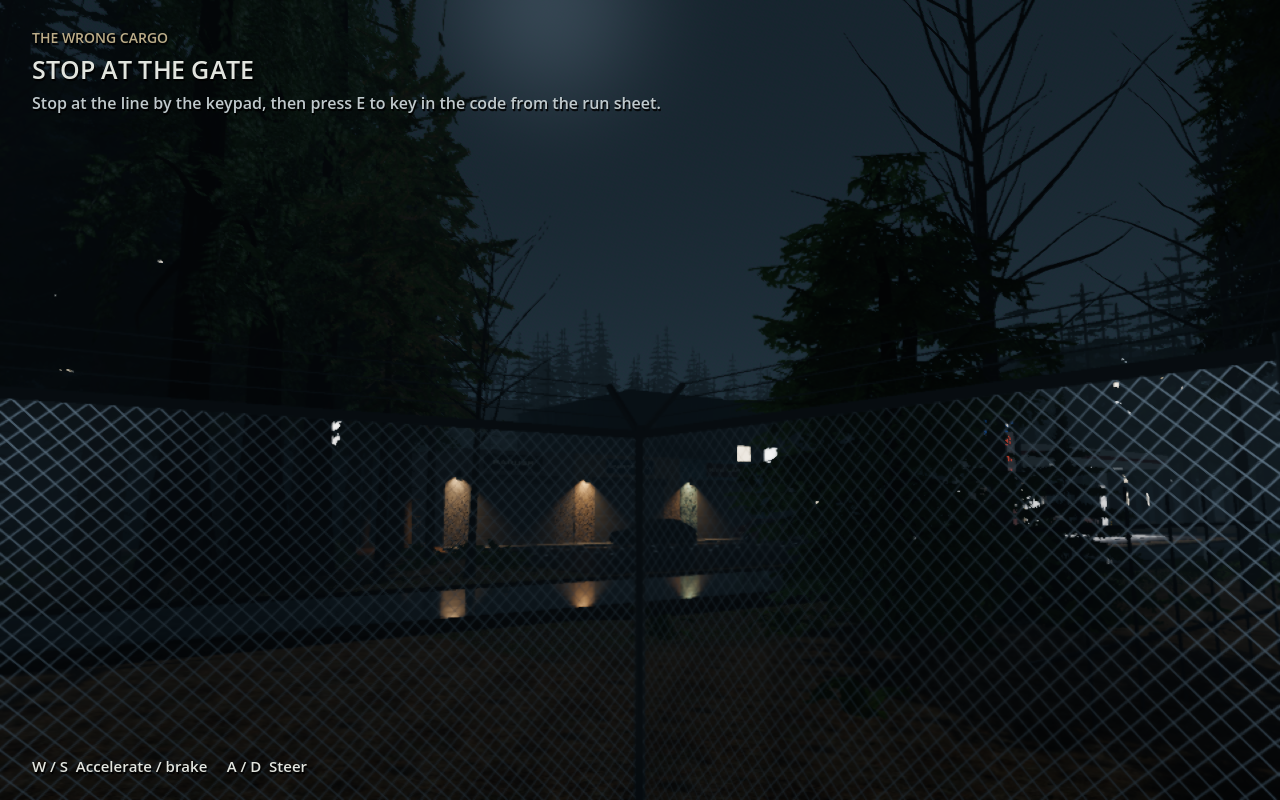 THE WRONG CARGO
STOP AT THE GATE
Stop at the line by the keypad, then press E to key in the code from the run sheet.
W / S Accelerate / brake A / D Steer